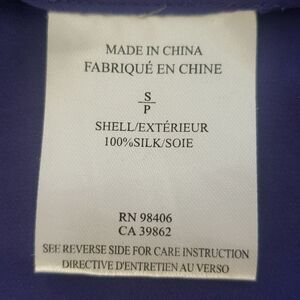 MADE IN CHINA
FABRIQUÉ EN CHINE
S
P
SHELL/EXTÉRIEUR
100%SILK/SOIE
RN 98406
CA 39862
SEE REVERSE SIDE FOR CARE INSTRUCTION
DIRECTIVE D'ENTRETIEN AU VERSO